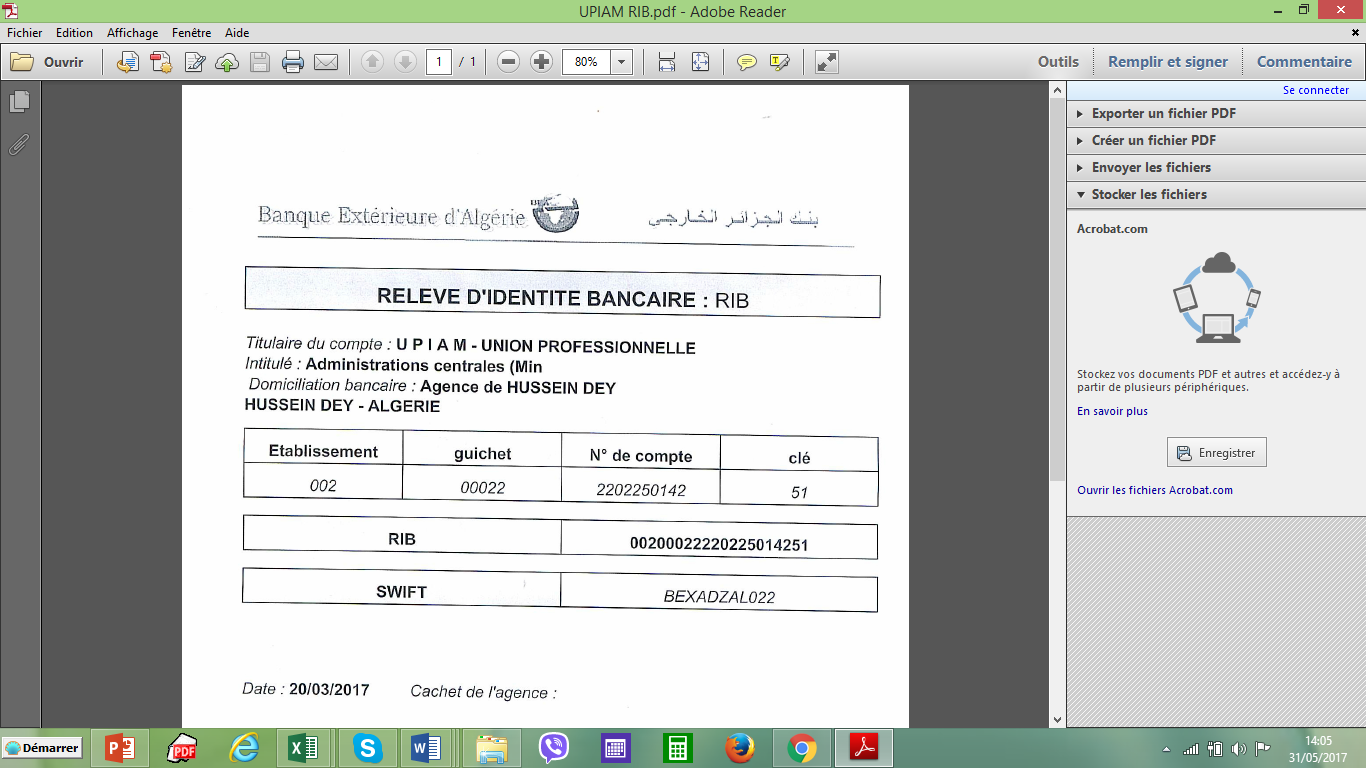 UPIAM RIB.pdf - Adobe Reader
Fichier Edition Affichage Fenêtre Aide
Ouvrir 1 / 1 80% Outils Remplir et signer Commentaire
Se connecter
Exporter un fichier PDF
Créer un fichier PDF
Envoyer les fichiers
Stocker les fichiers
Acrobat.com
Stockez vos documents PDF et autres et accédez-y à
partir de plusieurs périphériques.
En savoir plus
Enregistrer
Ouvrir les fichiers Acrobat.com
Banque Extérieure d'Algérie بنك الجزائر الخارجي
RELEVE D'IDENTITE BANCAIRE : RIB
Titulaire du compte : U P I A M - UNION PROFESSIONNELLE
Intitulé : Administrations centrales (Min
Domiciliation bancaire : Agence de HUSSEIN DEY
HUSSEIN DEY - ALGERIE
Etablissement guichet N° de compte clé
002 00022 2202250142 51
RIB 00200022220225014251
SWIFT BEXADZAL022
Date : 20/03/2017 Cachet de l'agence :
Démarrer
14:05
31/05/2017